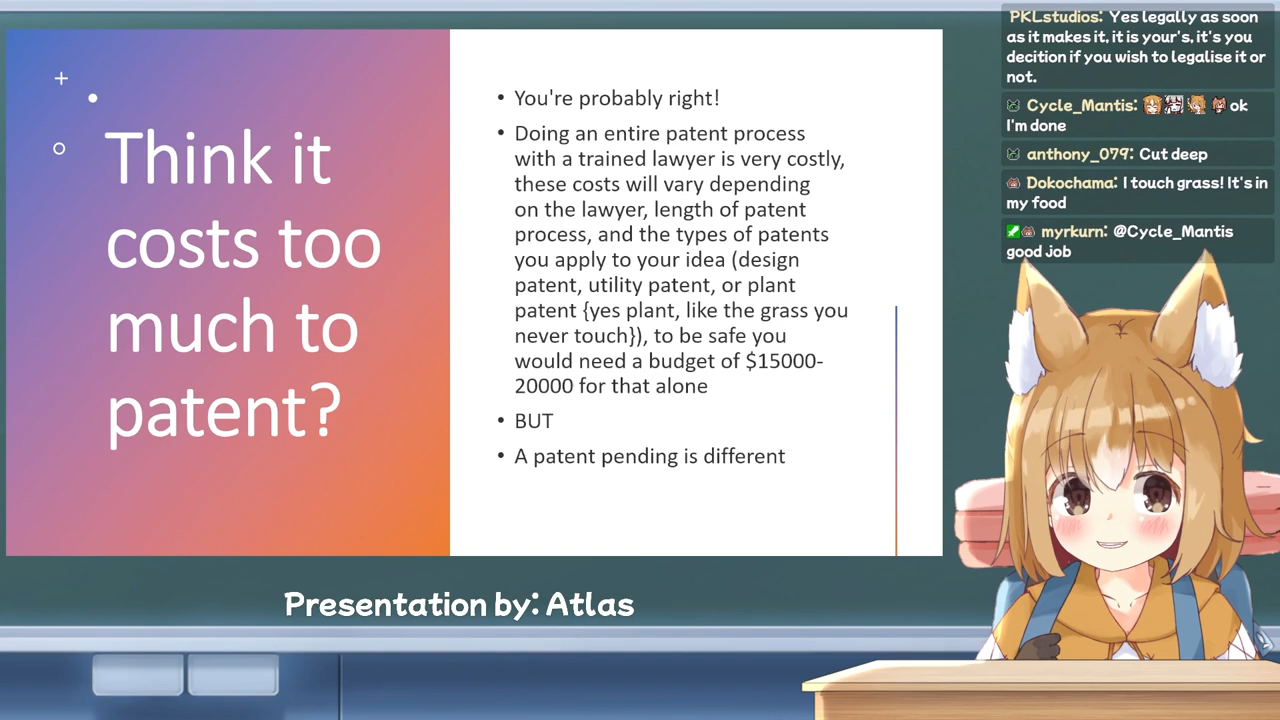 Think it
costs too
much to
patent?
• You're probably right!
• Doing an entire patent process
with a trained lawyer is very costly,
these costs will vary depending
on the lawyer, length of patent
process, and the types of patents
you apply to your idea (design
patent, utility patent, or plant
patent {yes plant, like the grass you
never touch}), to be safe you
would need a budget of $15000-
20000 for that alone
• BUT
• A patent pending is different
Presentation by: Atlas
PKLstudios: Yes legally as soon
as it makes it, it is your's, it's you
decition if you wish to legalise it or
not.
Cycle_Mantis: ok
I'm done
anthony_079: Cut deep
Dokochama: I touch grass! It's in
my food
myrkurn: @Cycle_Mantis
good job